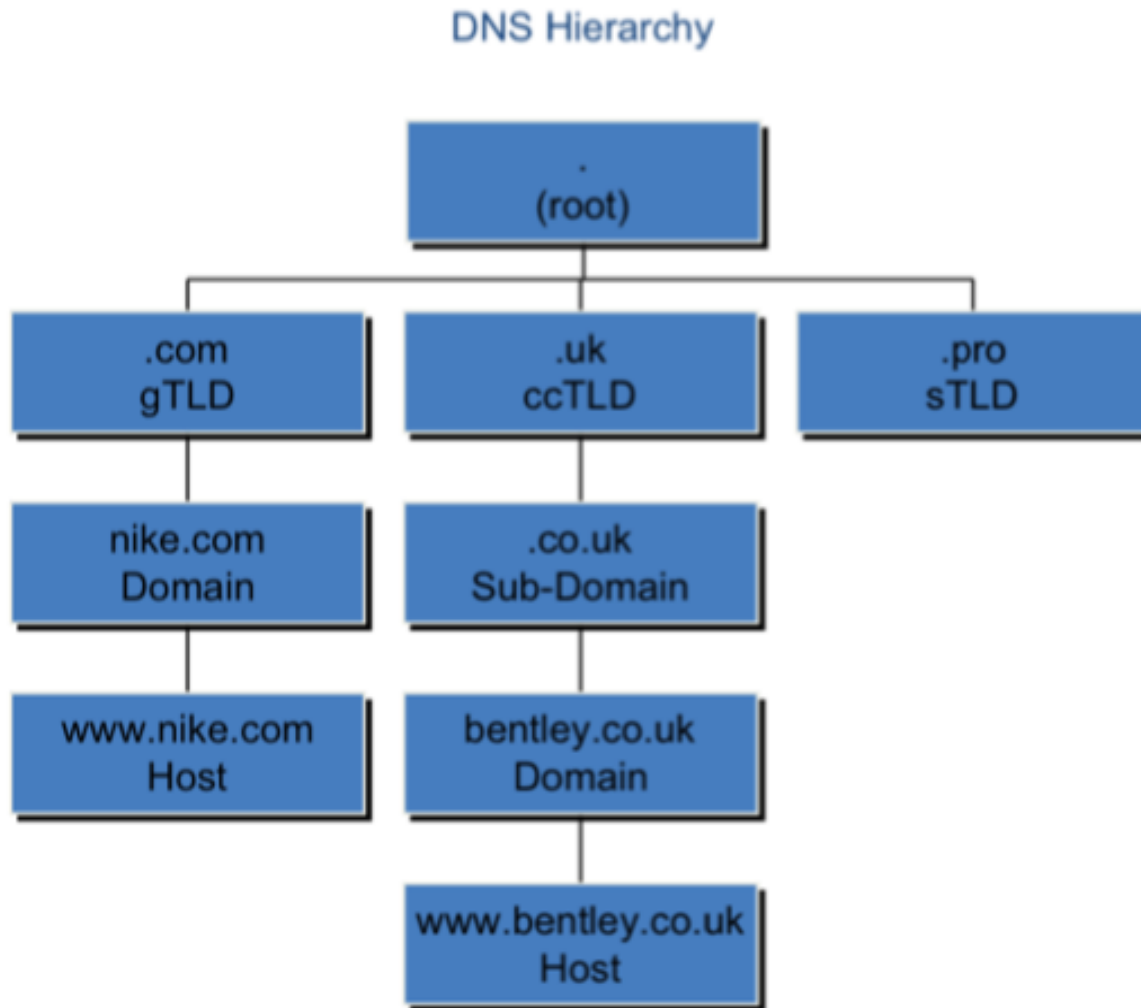 DNS Hierarchy
.
(root)
.com
gTLD
.uk
ccTLD
.pro
sTLD
nike.com
Domain
.co.uk
Sub-Domain
www.nike.com
Host
bentley.co.uk
Domain
www.bentley.co.uk
Host